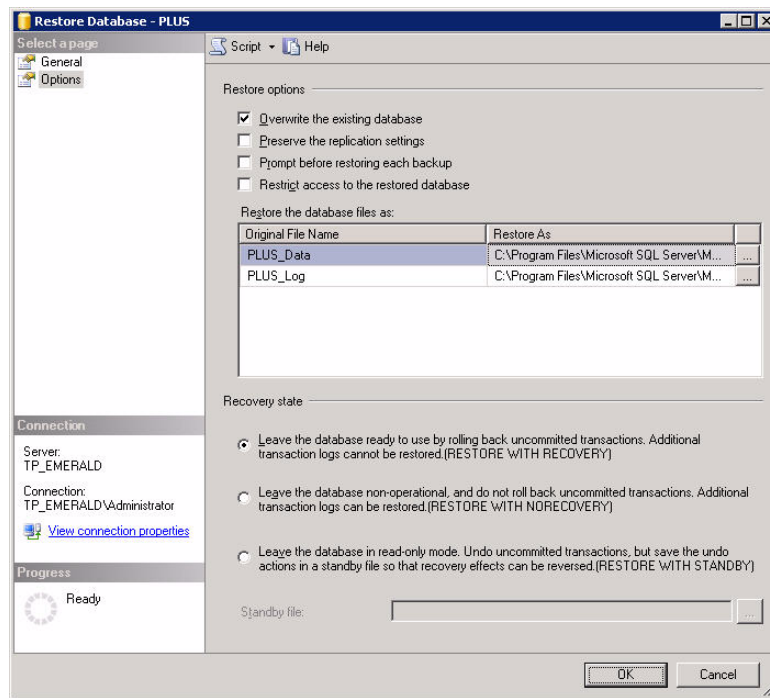 Restore Database - PLUS
Select a page
General
Options
Script
Help
Restore options
Overwrite the existing database
Preserve the replication settings
Prompt before restoring each backup
Restrict access to the restored database
Restore the database files as:
Original File Name Restore As
PLUS_Data C:\Program Files\Microsoft SQL Server\M... ...
PLUS_Log C:\Program Files\Microsoft SQL Server\M... ...
Recovery state
Leave the database ready to use by rolling back uncommitted transactions. Additional
transaction logs cannot be restored.(RESTORE WITH RECOVERY)
Leave the database non-operational, and do not roll back uncommitted transactions. Additional
transaction logs can be restored.(RESTORE WITH NORECOVERY)
Leave the database in read-only mode. Undo uncommitted transactions, but save the undo
actions in a standby file so that recovery effects can be reversed.(RESTORE WITH STANDBY)
Standby file: ...
Connection
Server:
TP_EMERALD
Connection:
TP_EMERALD\Administrator
View connection properties
Progress
Ready
OK Cancel